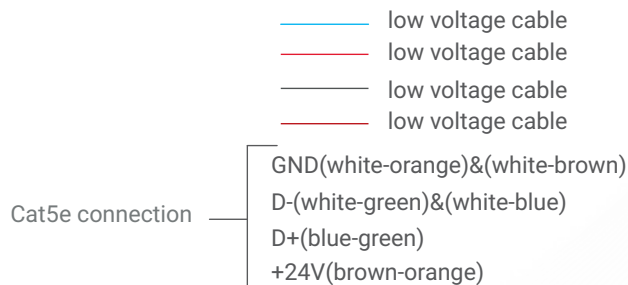 low voltage cable
low voltage cable
low voltage cable
low voltage cable
GND(white-orange)&(white-brown)
Cat5e connection
D-(white-green)&(white-blue)
D+(blue-green)
+24V(brown-orange)